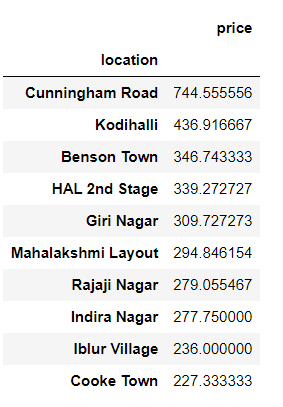 price
location
Cunningham Road 744.555556
Kodihalli 436.916667
Benson Town 346.743333
HAL 2nd Stage 339.272727
Giri Nagar 309.727273
Mahalakshmi Layout 294.846154
Rajaji Nagar 279.055467
Indira Nagar 277.750000
Iblur Village 236.000000
Cooke Town 227.333333